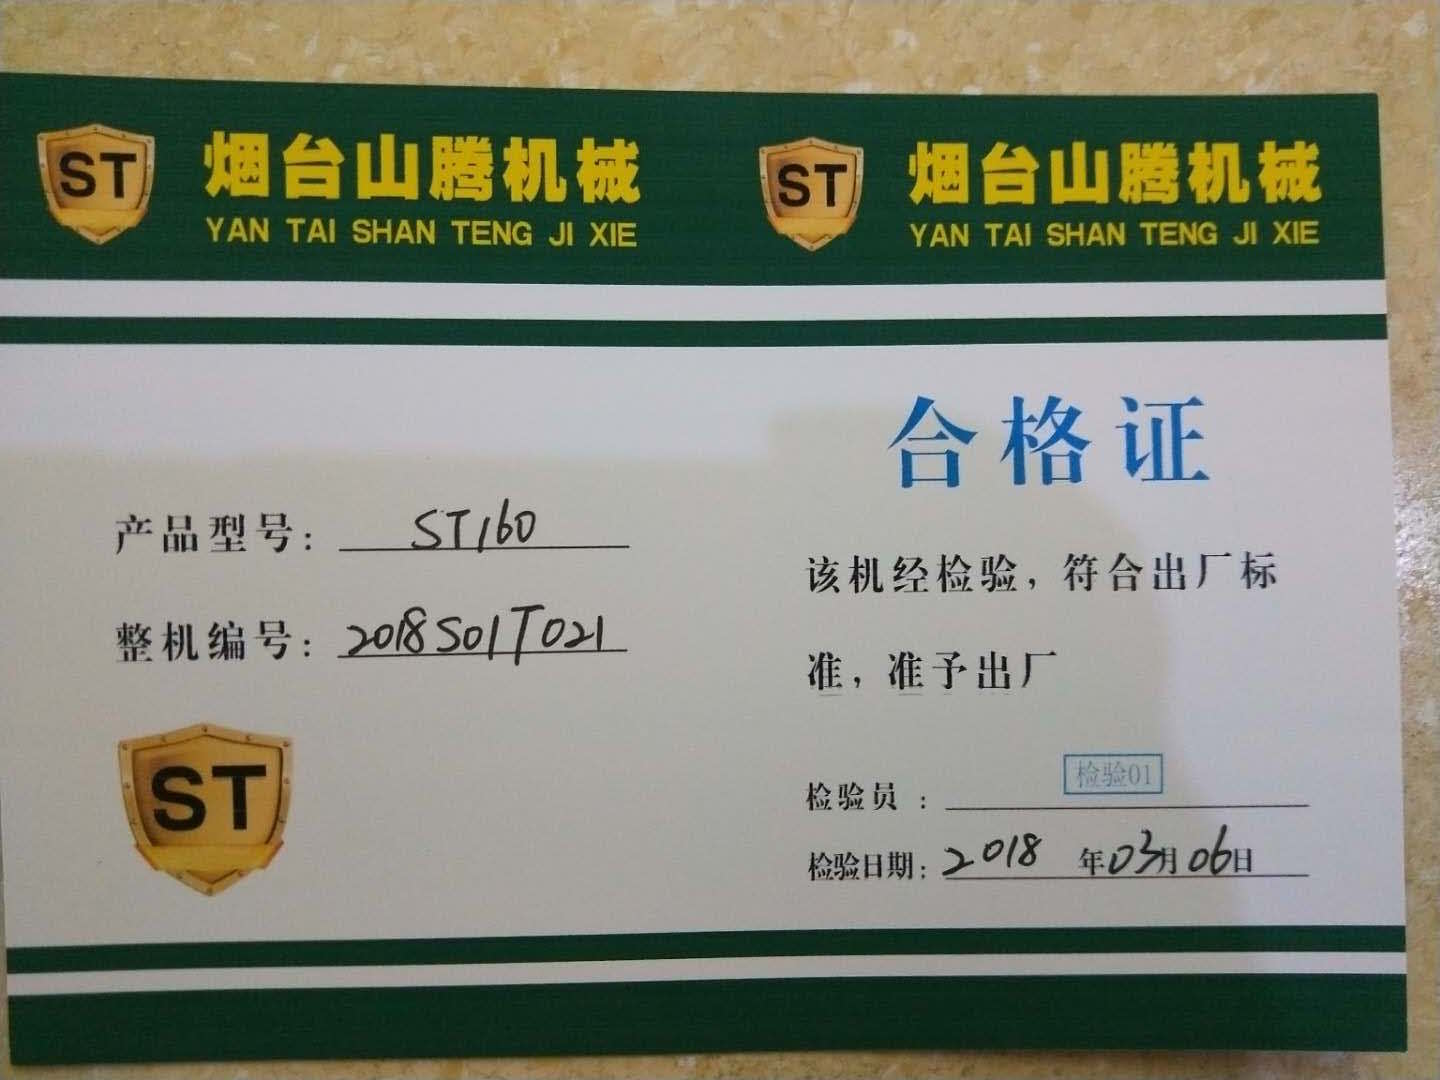 ST
烟台山腾机械
YAN TAI SHAN TENG JI XIE
ST
烟台山腾机械
YAN TAI SHAN TENG JI XIE
产品型号: ST160
整机编号: 2018S01T021
ST
合格证
该机经检验，符合出厂标
准，准予出厂
检验员 : 检验01
检验日期: 2018 年03月06日